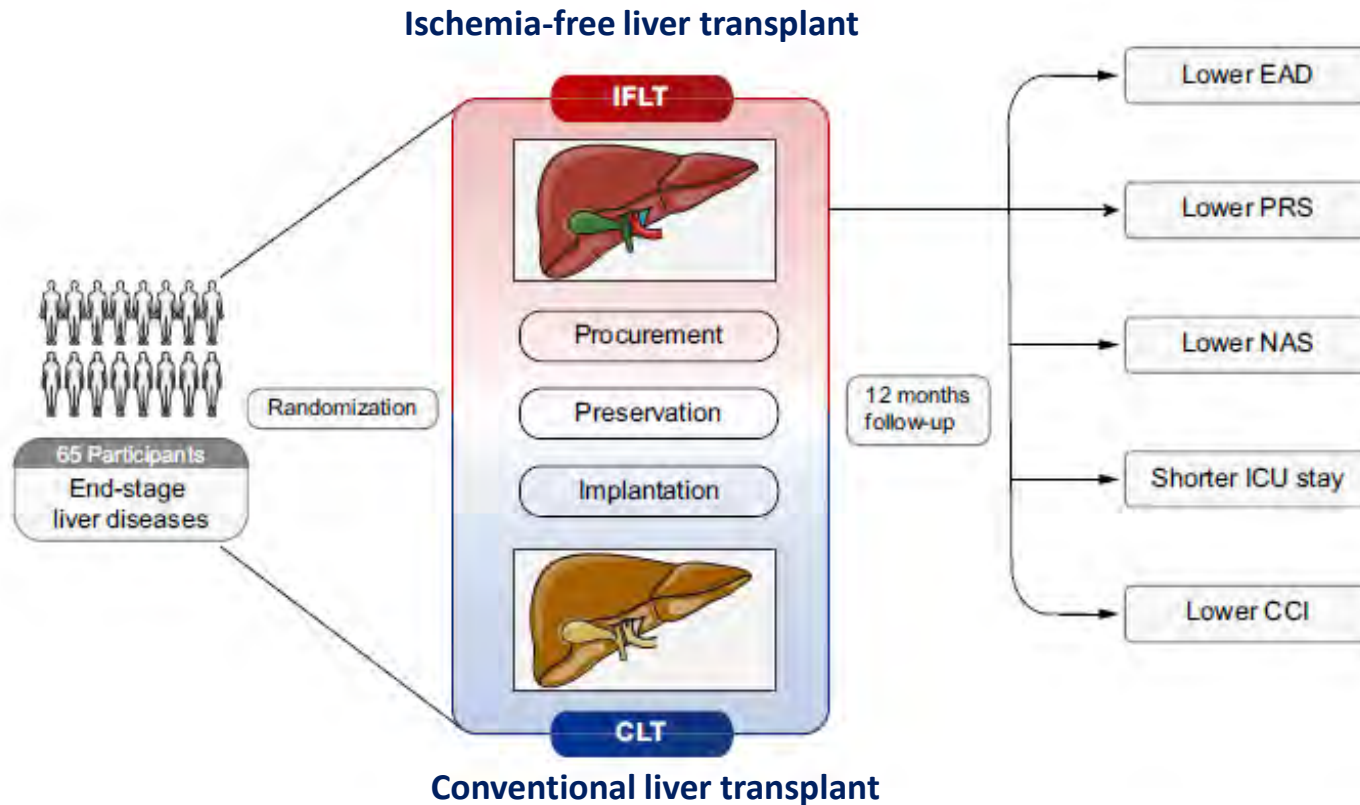 Ischemia-free liver transplant
IFLT
Procurement
Preservation
Implantation
CLT
Conventional liver transplant
65 Participants
End-stage
liver diseases
Randomization
12 months
follow-up
Lower EAD
Lower PRS
Lower NAS
Shorter ICU stay
Lower CCI